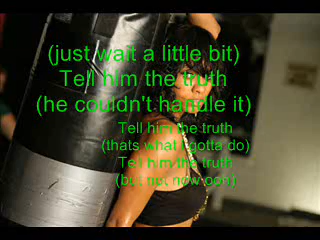 (just wait a little bit)
Tell him the truth
(he couldn't handle it)
Tell him the truth
(thats what I gotta do)
Tell him the truth
(but not now ooh)